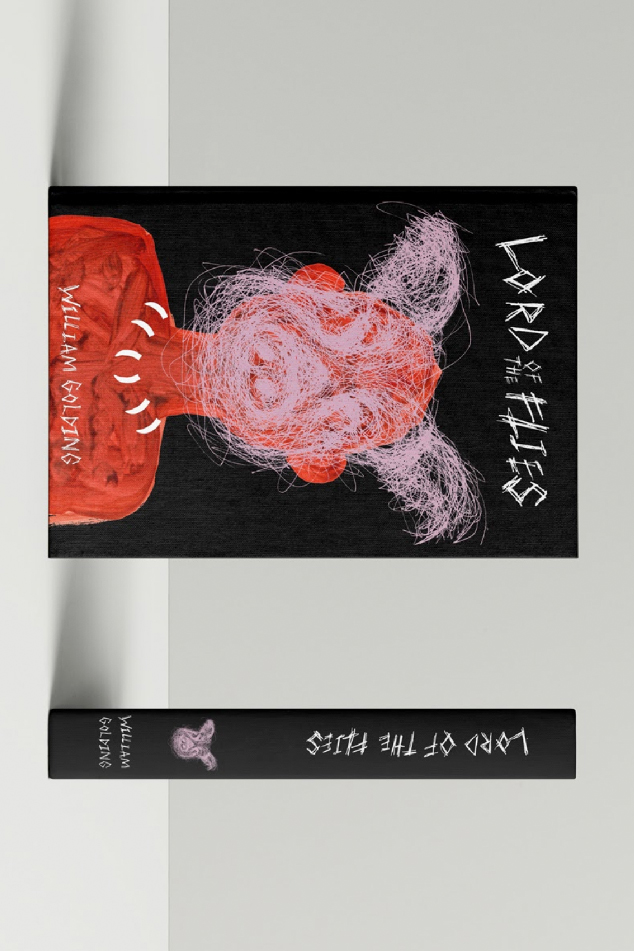 LORD OF THE FLIES
WILLIAM GOLDING
LORD OF THE FLIES
WILLIAM
GOLDING